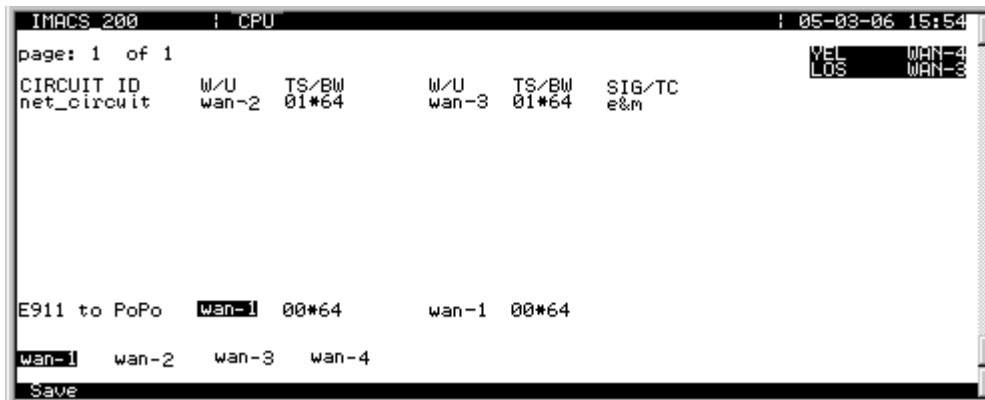 IMACS_200 | CPU | 05-03-06 15:54
page: 1 of 1 YEL WAN-4
LOS WAN-3
CIRCUIT ID W/U TS/BW W/U TS/BW SIG/TC
net_circuit wan-2 01*64 wan-3 01*64 e&m
E911 to PoPo wan-1 00*64 wan-1 00*64
wan-1 wan-2 wan-3 wan-4
Save